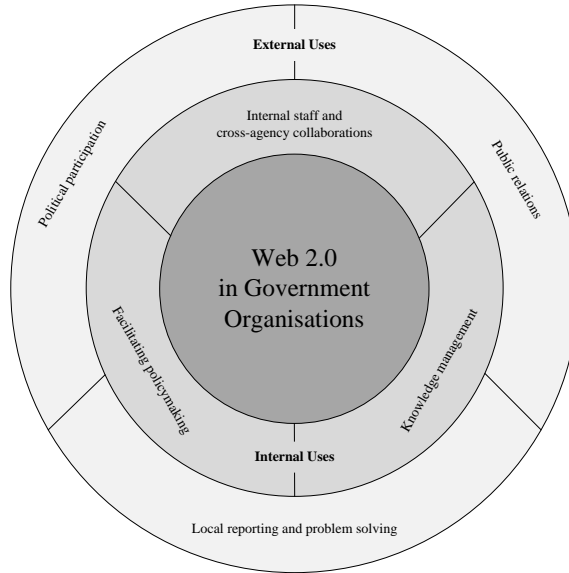 External Uses
Internal staff and
cross-agency collaborations
Political participation
Public relations
Web 2.0
in Government
Organisations
Facilitating policymaking
Knowledge management
Internal Uses
Local reporting and problem solving